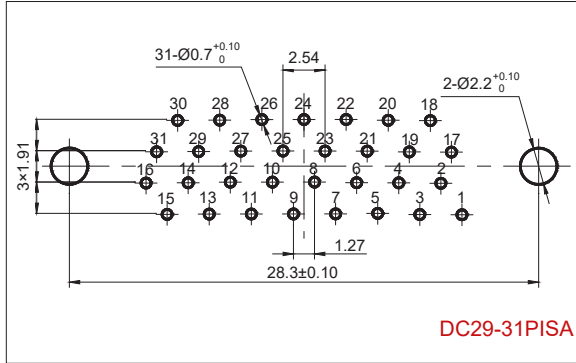 31-Ø0.7 +0.10 0
2.54
2-Ø2.2 +0.10 0
30 28 26 24 22 20 18
31 29 27 25 23 21 19 17
16 14 12 10 8 6 4 2
15 13 11 9 7 5 3 1
3×1.91
1.27
28.3±0.10
DC29-31PISA